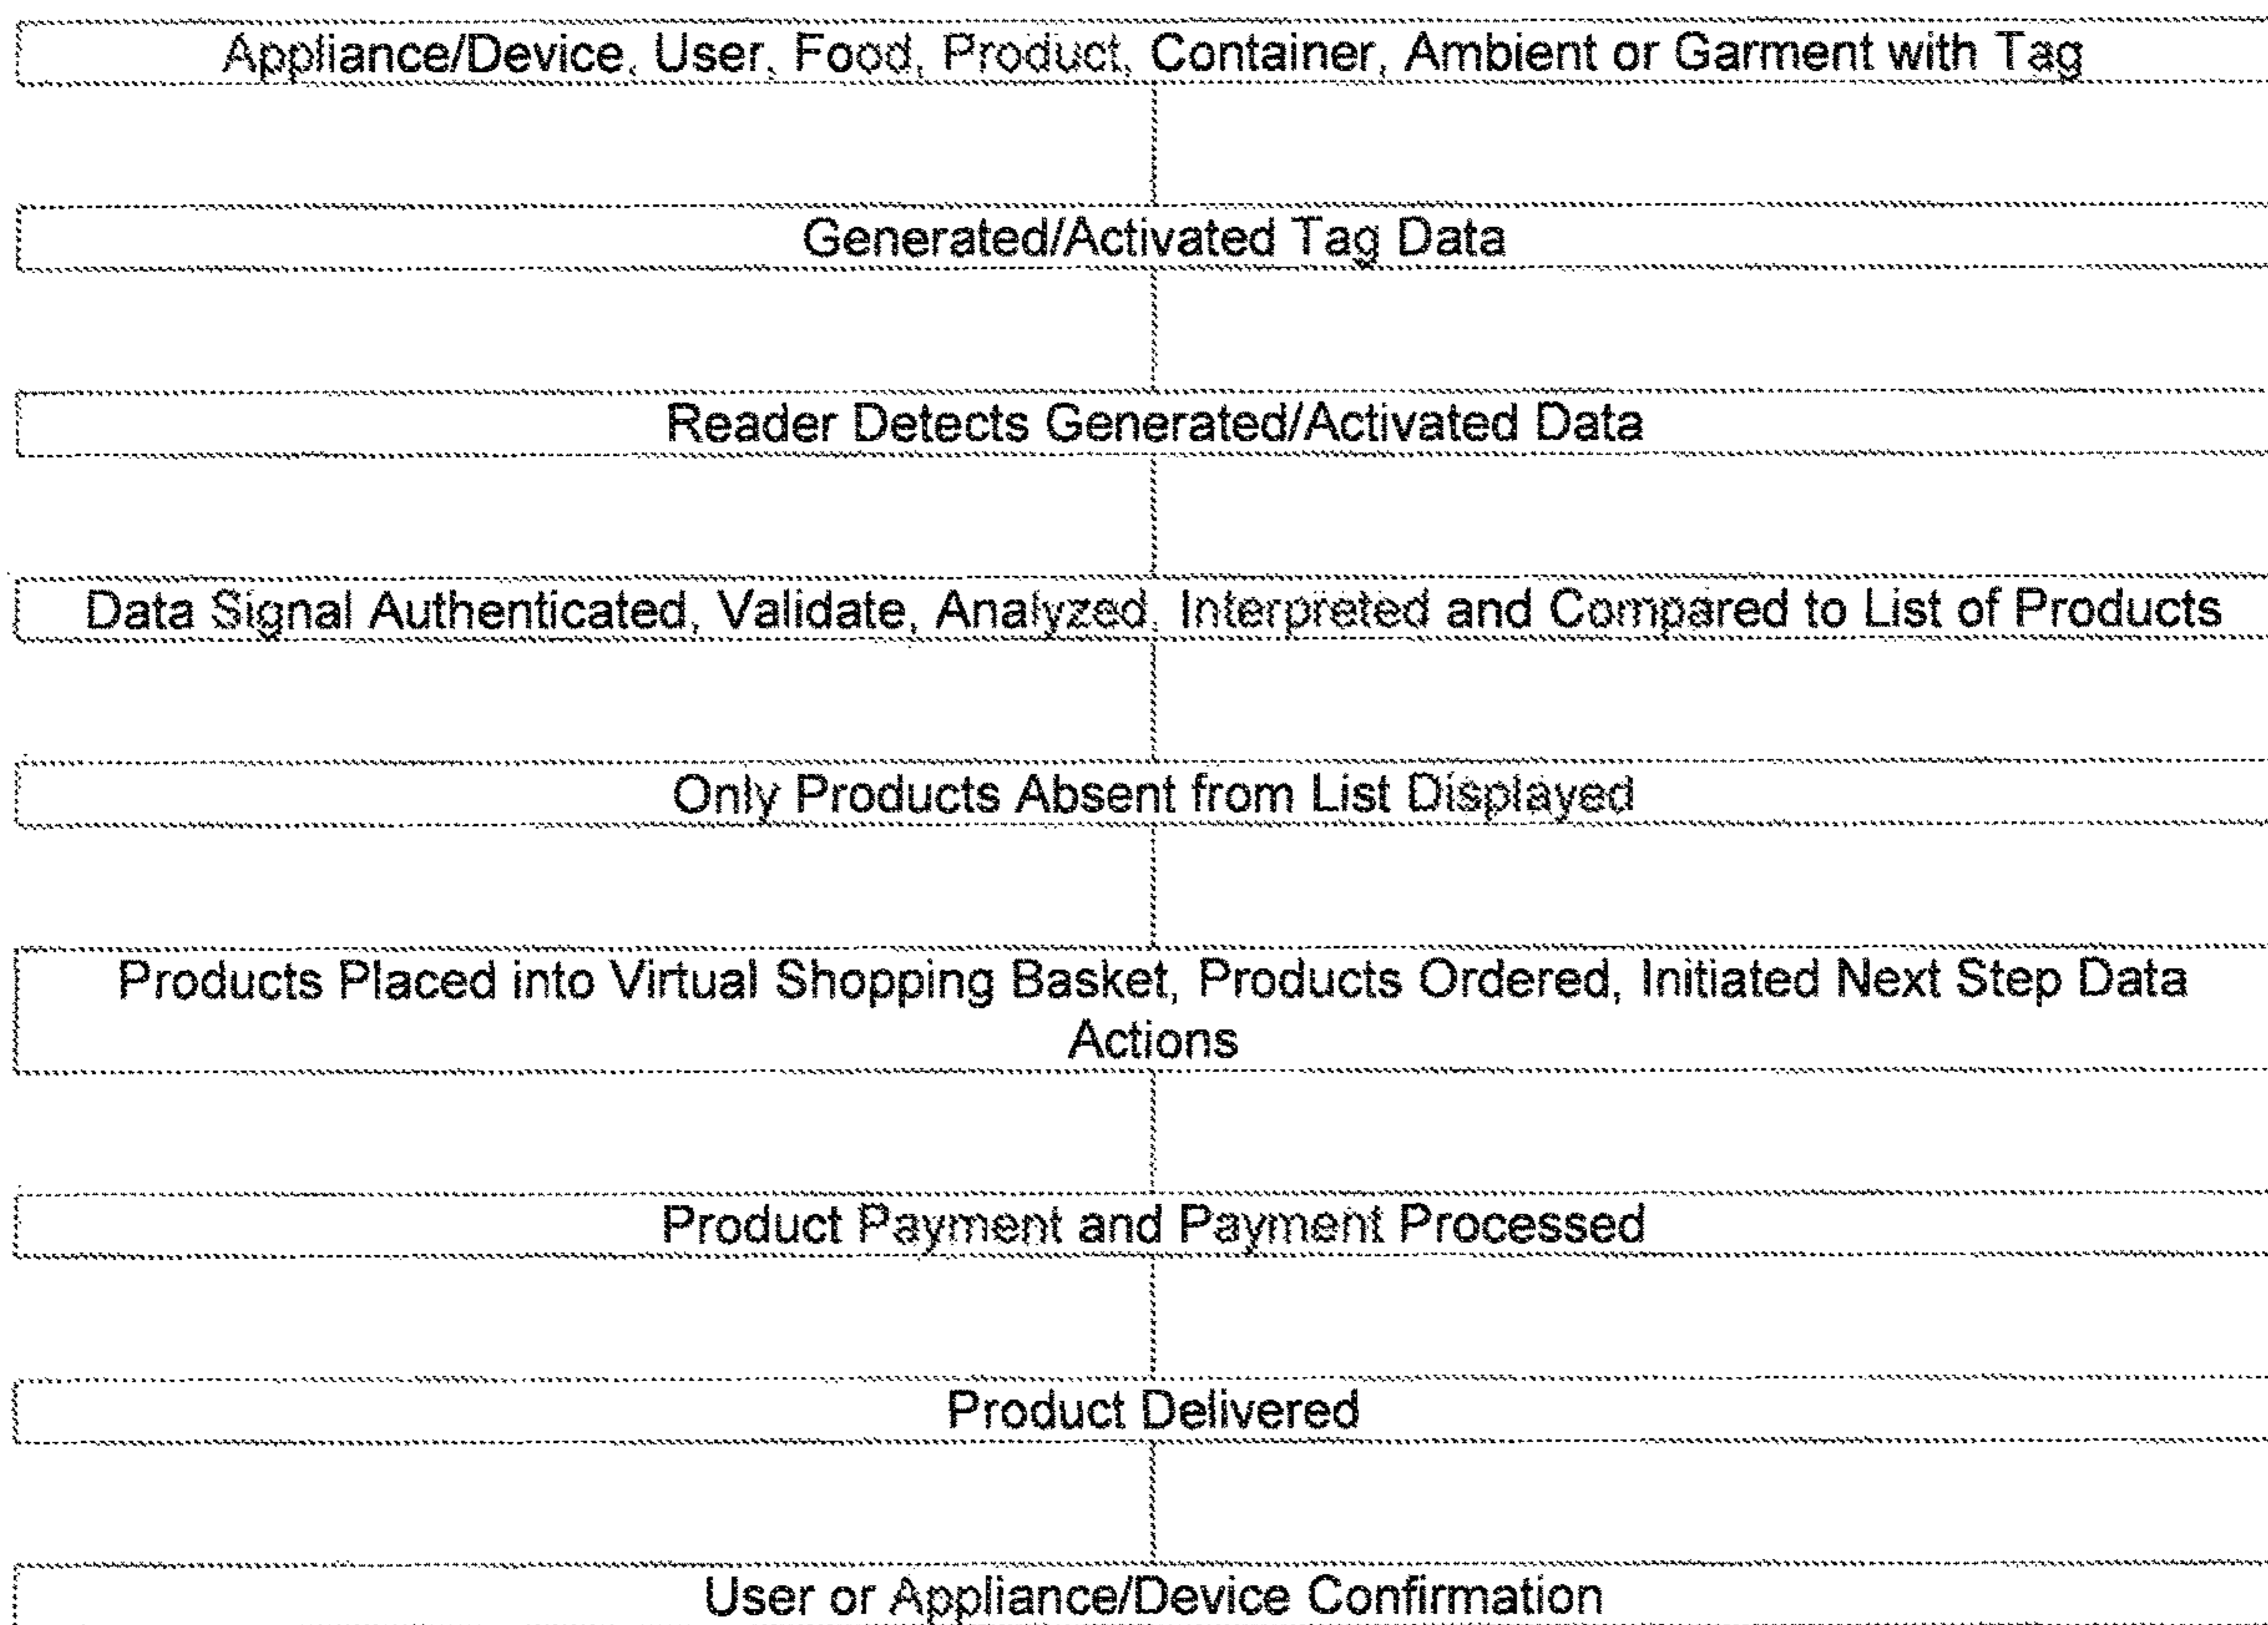 Appliance/Device, User, Food, Product, Container, Ambient or Garment with Tag
Generated/Activated Tag Data
Reader Detects Generated/Activated Data
Data Signal Authenticated, Validate, Analyzed, Interpreted and Compared to List of Products
Only Products Absent from List Displayed
Products Placed into Virtual Shopping Basket, Products Ordered, Initiated Next Step Data
Actions
Product Payment and Payment Processed
Product Delivered
User or Appliance/Device Confirmation